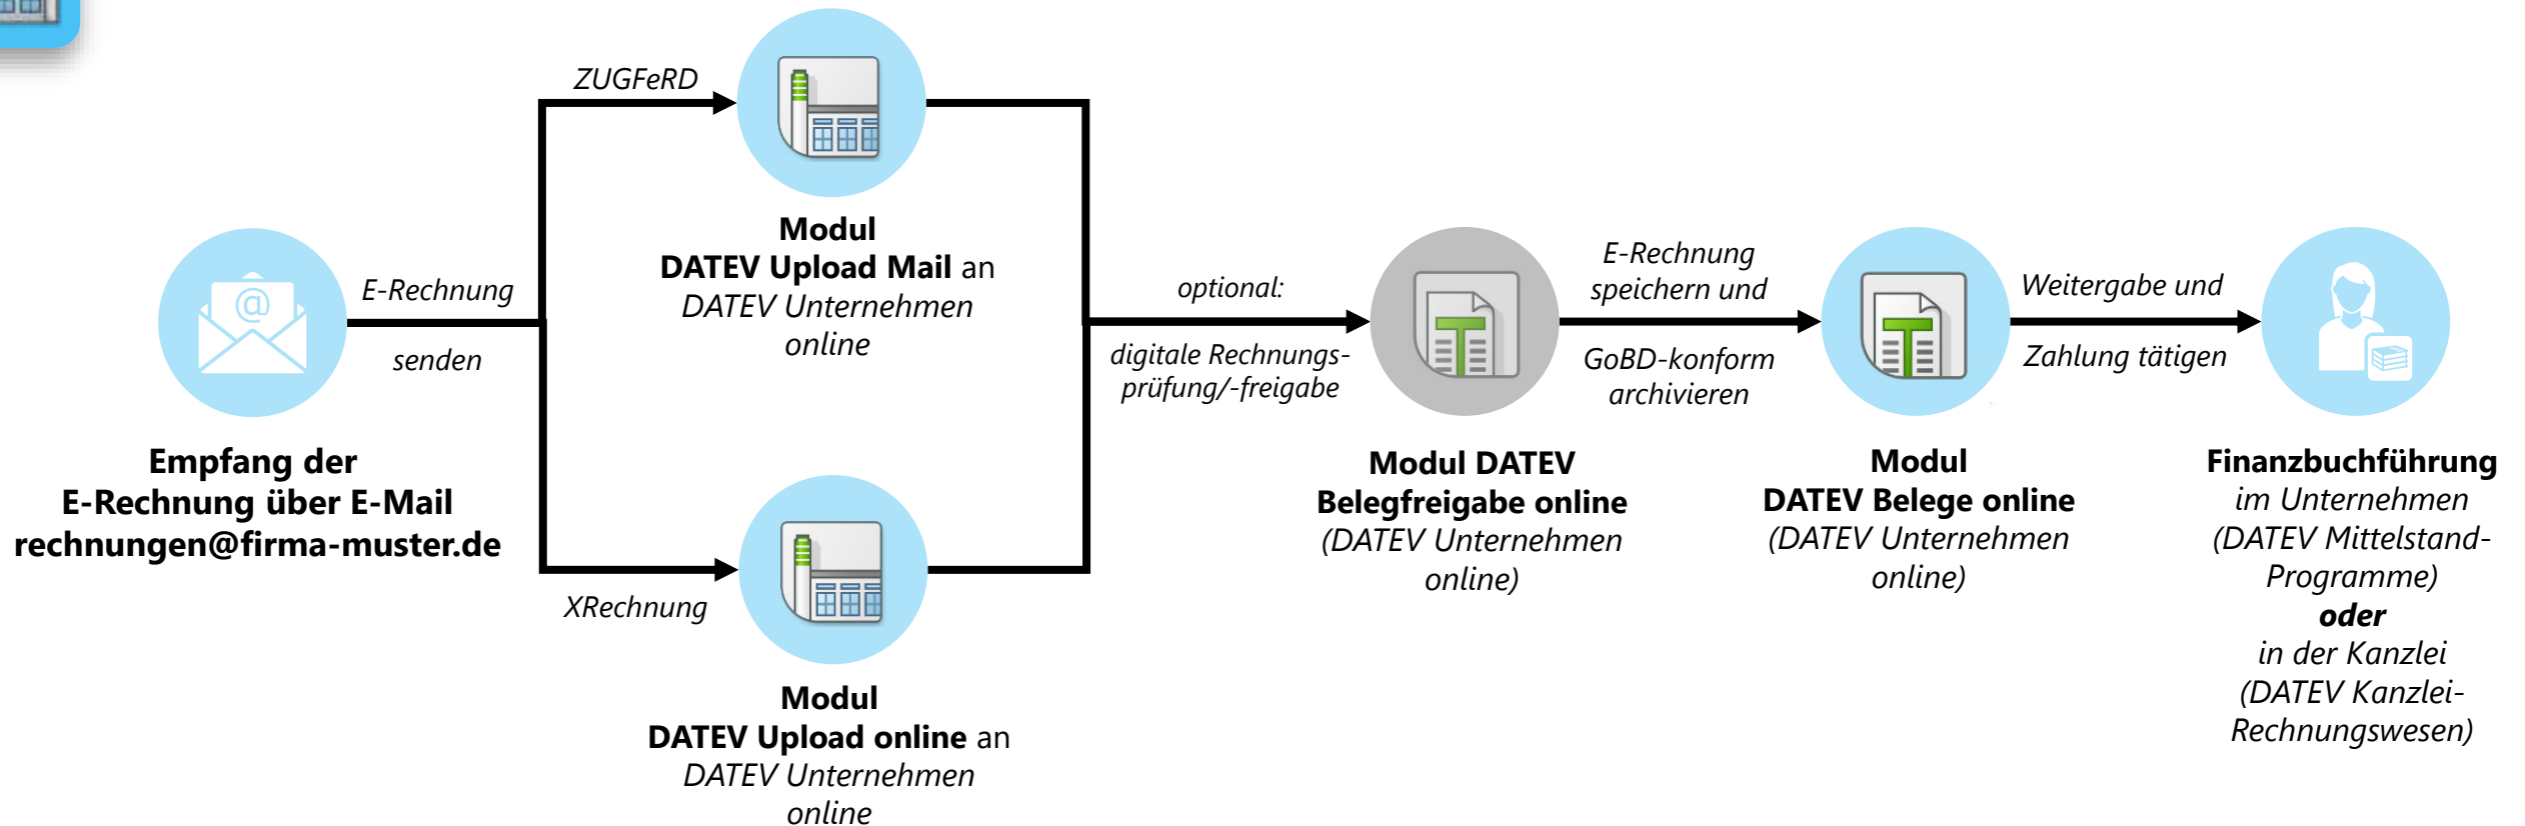 @
Empfang der
E-Rechnung über E-Mail
rechnungen@firma-muster.de
E-Rechnung
senden
ZUGFeRD
Modul
DATEV Upload Mail an
DATEV Unternehmen
online
XRechnung
Modul
DATEV Upload online an
DATEV Unternehmen
online
optional:
digitale Rechnungs-
prüfung/-freigabe
Modul DATEV
Belegfreigabe online
(DATEV Unternehmen
online)
E-Rechnung
speichern und
GoBD-konform
archivieren
Modul
DATEV Belege online
(DATEV Unternehmen
online)
Weitergabe und
Zahlung tätigen
Finanzbuchführung
im Unternehmen
(DATEV Mittelstand-
Programme)
oder
in der Kanzlei
(DATEV Kanzlei-
Rechnungswesen)